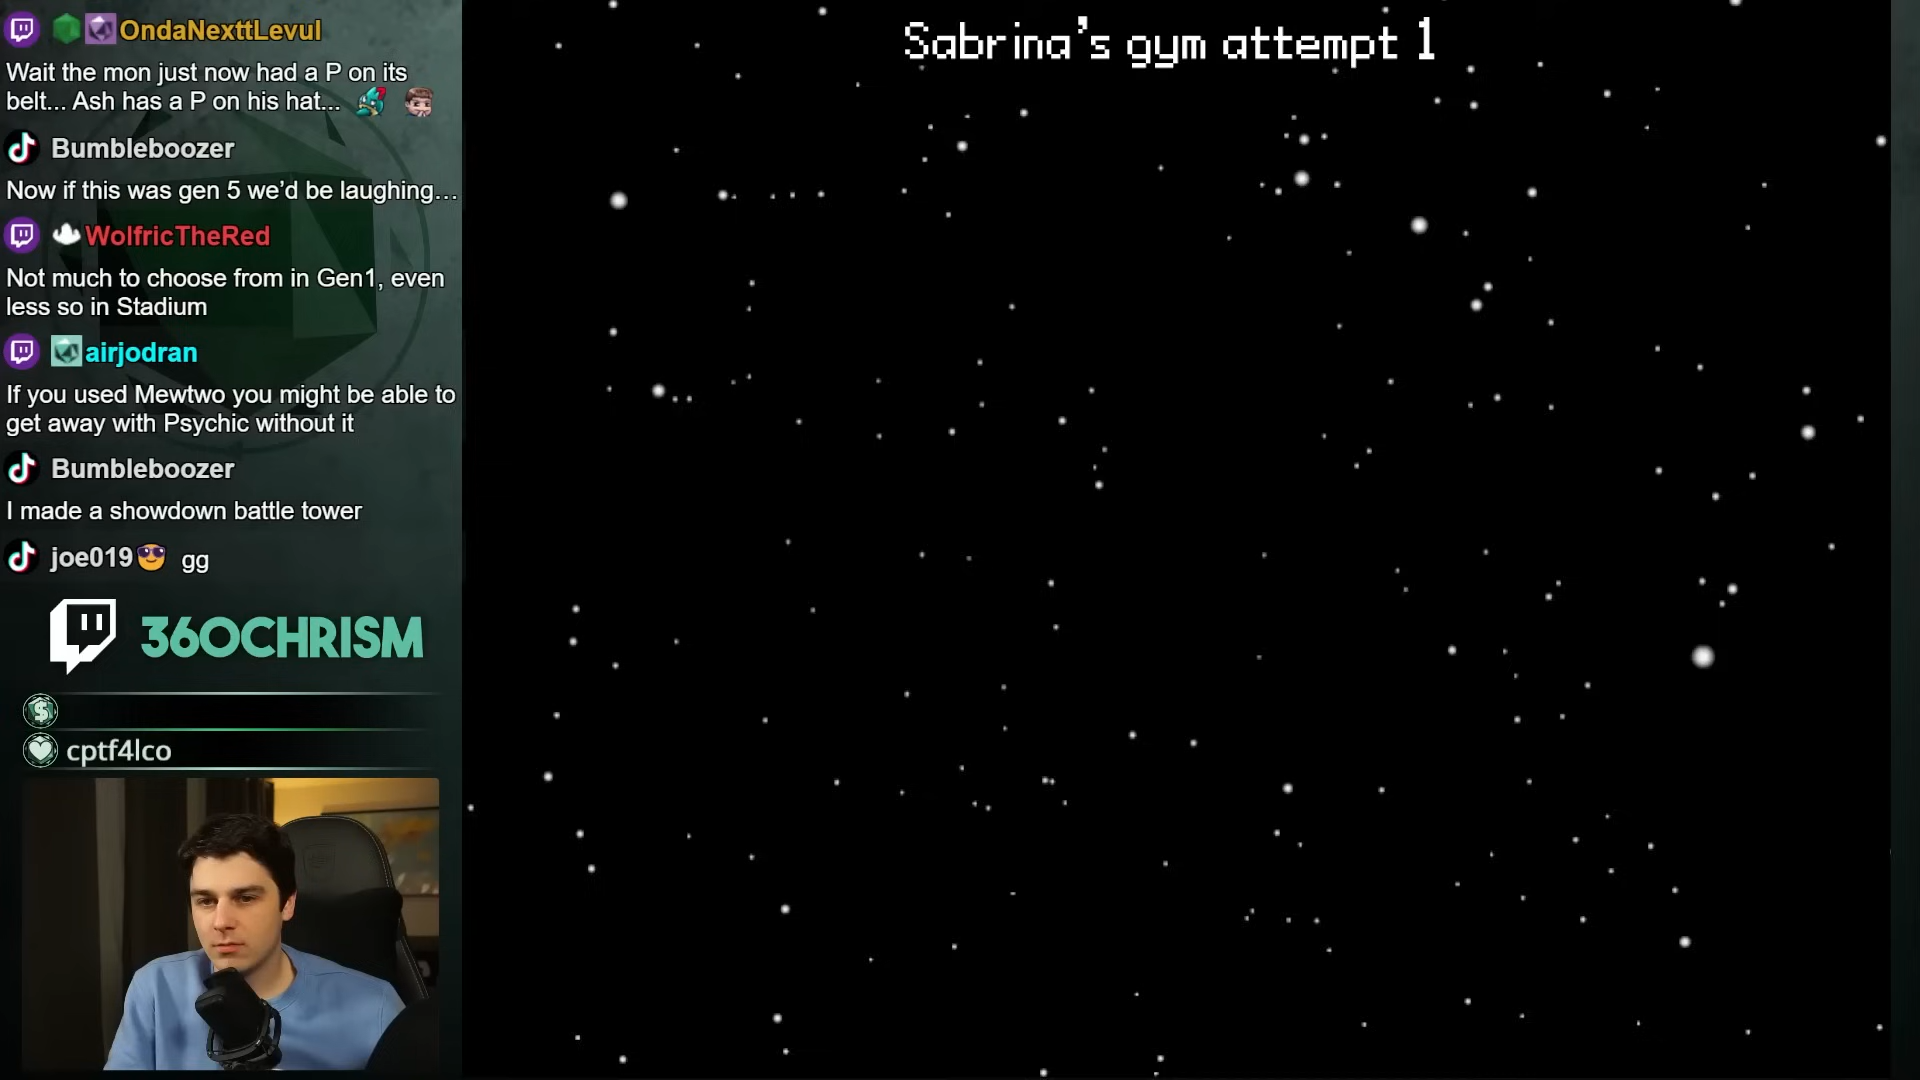 OndaNexttLevul
Wait the mon just now had a P on its
belt... Ash has a P on his hat...
Bumbleboozer
Now if this was gen 5 we’d be laughing…
WolfricTheRed
Not much to choose from in Gen1, even
less so in Stadium
airjodran
If you used Mewtwo you might be able to
get away with Psychic without it
Bumbleboozer
I made a showdown battle tower
joe019 gg
360CHRISM
cptf4lco
Sabrina's gym attempt 1